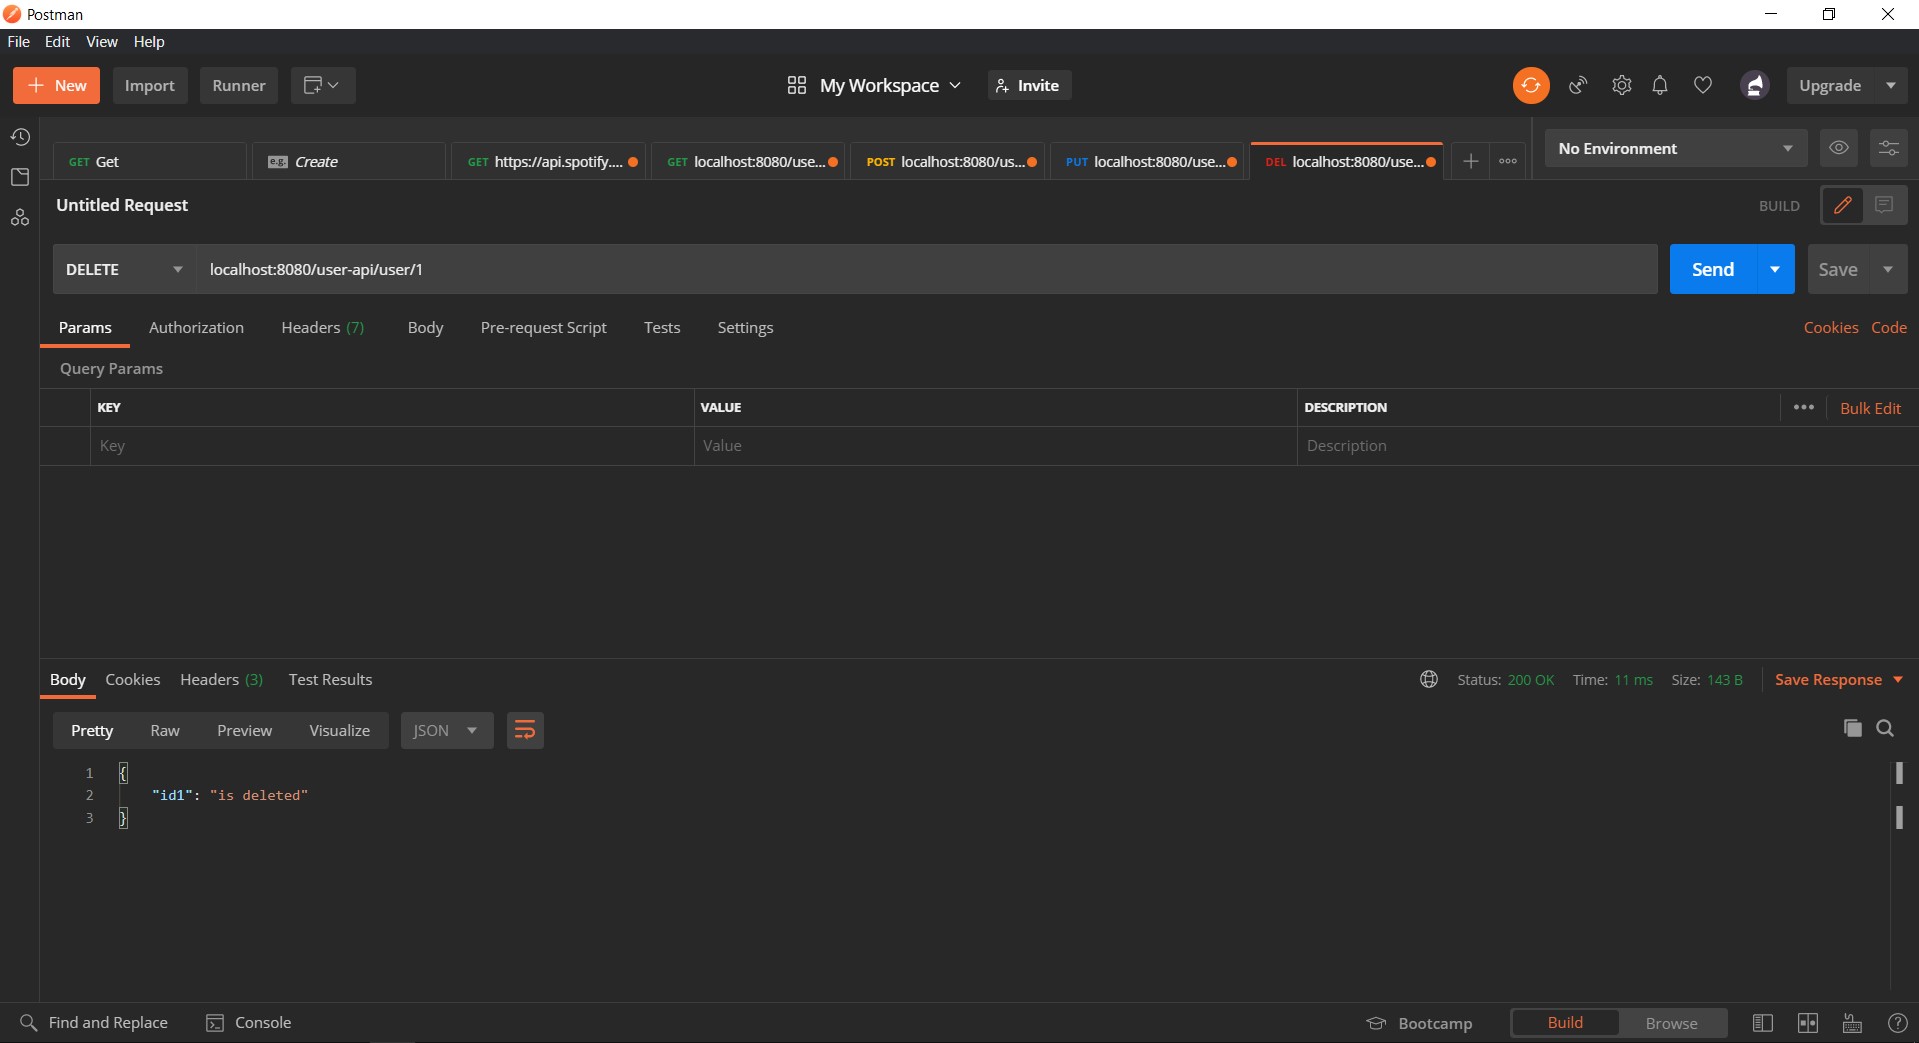 Postman
File Edit View Help
New Import Runner My Workspace Invite Upgrade
GET Get e.g. Create GET https://api.spotify.... GET localhost:8080/use... POST localhost:8080/us... PUT localhost:8080/use... DEL localhost:8080/use... No Environment
Untitled Request BUILD
DELETE localhost:8080/user-api/user/1 Send Save
Params Authorization Headers (7) Body Pre-request Script Tests Settings Cookies Code
Query Params
KEY VALUE DESCRIPTION Bulk Edit
Key Value Description
Body Cookies Headers (3) Test Results Status: 200 OK Time: 11 ms Size: 143 B Save Response
Pretty Raw Preview Visualize JSON
1 {
2 "id1": "is deleted"
3 }
Find and Replace Console Bootcamp Build Browse